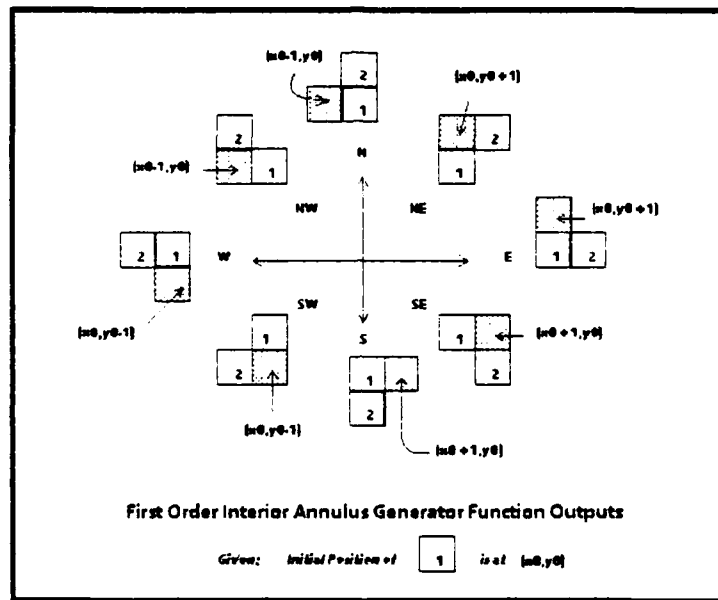 (x0-1,y0)
2
1
(x0,y0+1)
2
1
2
1
(x0-1,y0)
N
NW
NE
(x0,y0+1)
2
1
W
E
1
2
(x0,y0-1)
SW
SE
S
1
2
1
2
(x0+1,y0)
1
2
(x0,y0-1)
(x0+1,y0)
First Order Interior Annulus Generator Function Outputs
Given; Initial Position of 1 is at (x0,y0)